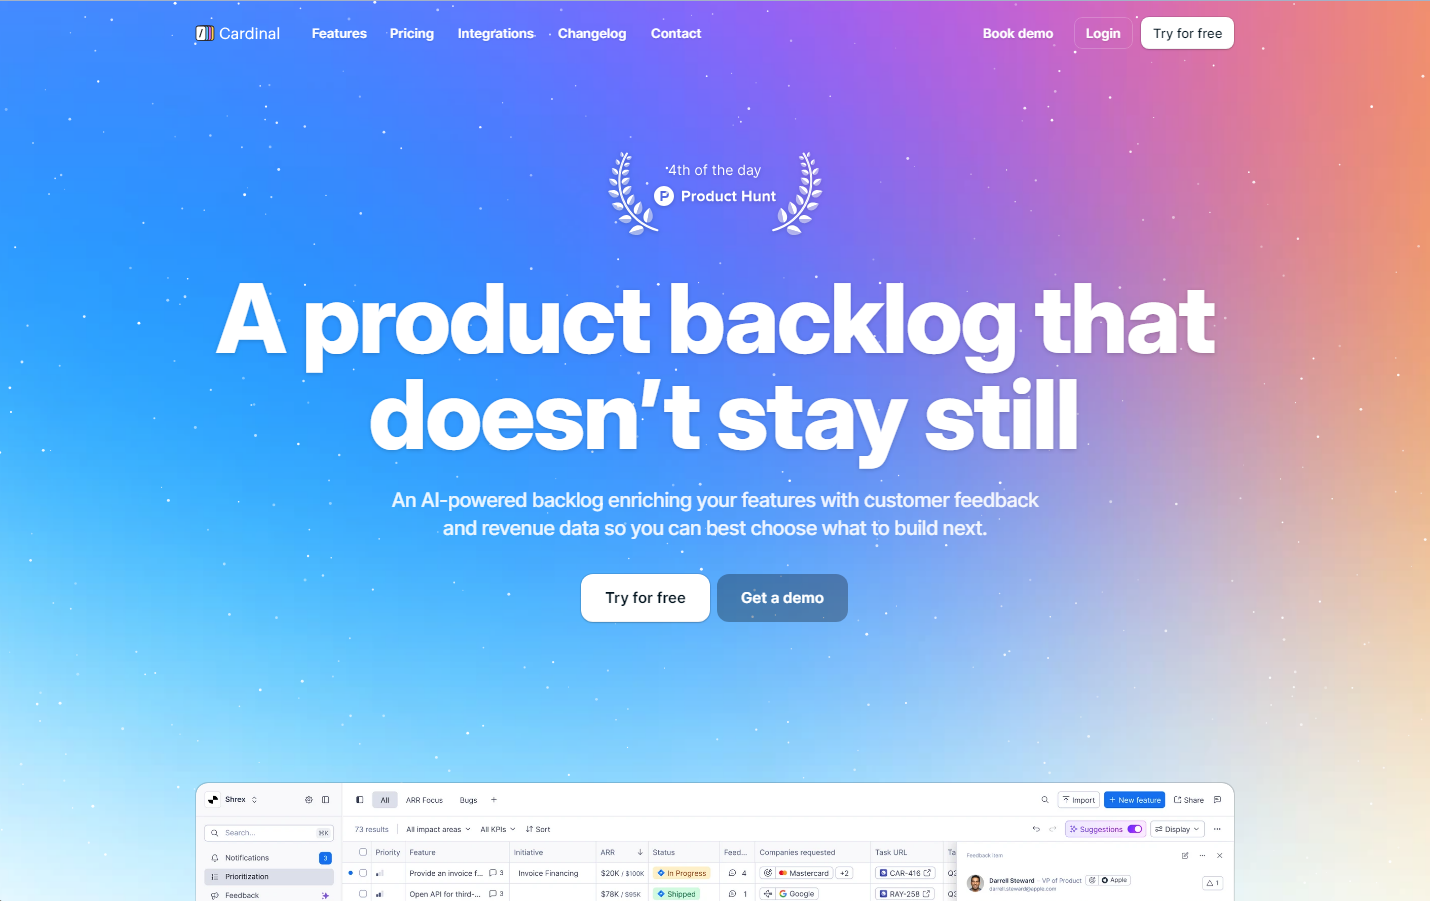 Cardinal
Features
Pricing
Integrations
Changelog
Contact
Book demo
Login
Try for free
4th of the day
Product Hunt
A product backlog that
doesn't stay still
An AI-powered backlog enriching your features with customer feedback
and revenue data so you can best choose what to build next.
Try for free
Get a demo
Shrex
All
ARR Focus
Bugs
+
Import
+ New feature
Share
Search...
⌘K
73 results
All impact areas
All KPIs
Sort
Suggestions
Display
Notifications
3
Priority
Feature
Initiative
ARR
Status
Feed...
Companies requested
Task URL
Ta
Feedback item
Prioritization
Provide an invoice f...
3
Invoice Financing
$20K / $100K
In Progress
4
Mastercard
+2
CAR-416
Q3
Darrell Steward · VP of Product
Apple
darrell.steward@apple.com
1
Feedback
Open API for third-...
3
$78K / $95K
Shipped
1
Google
RAY-258